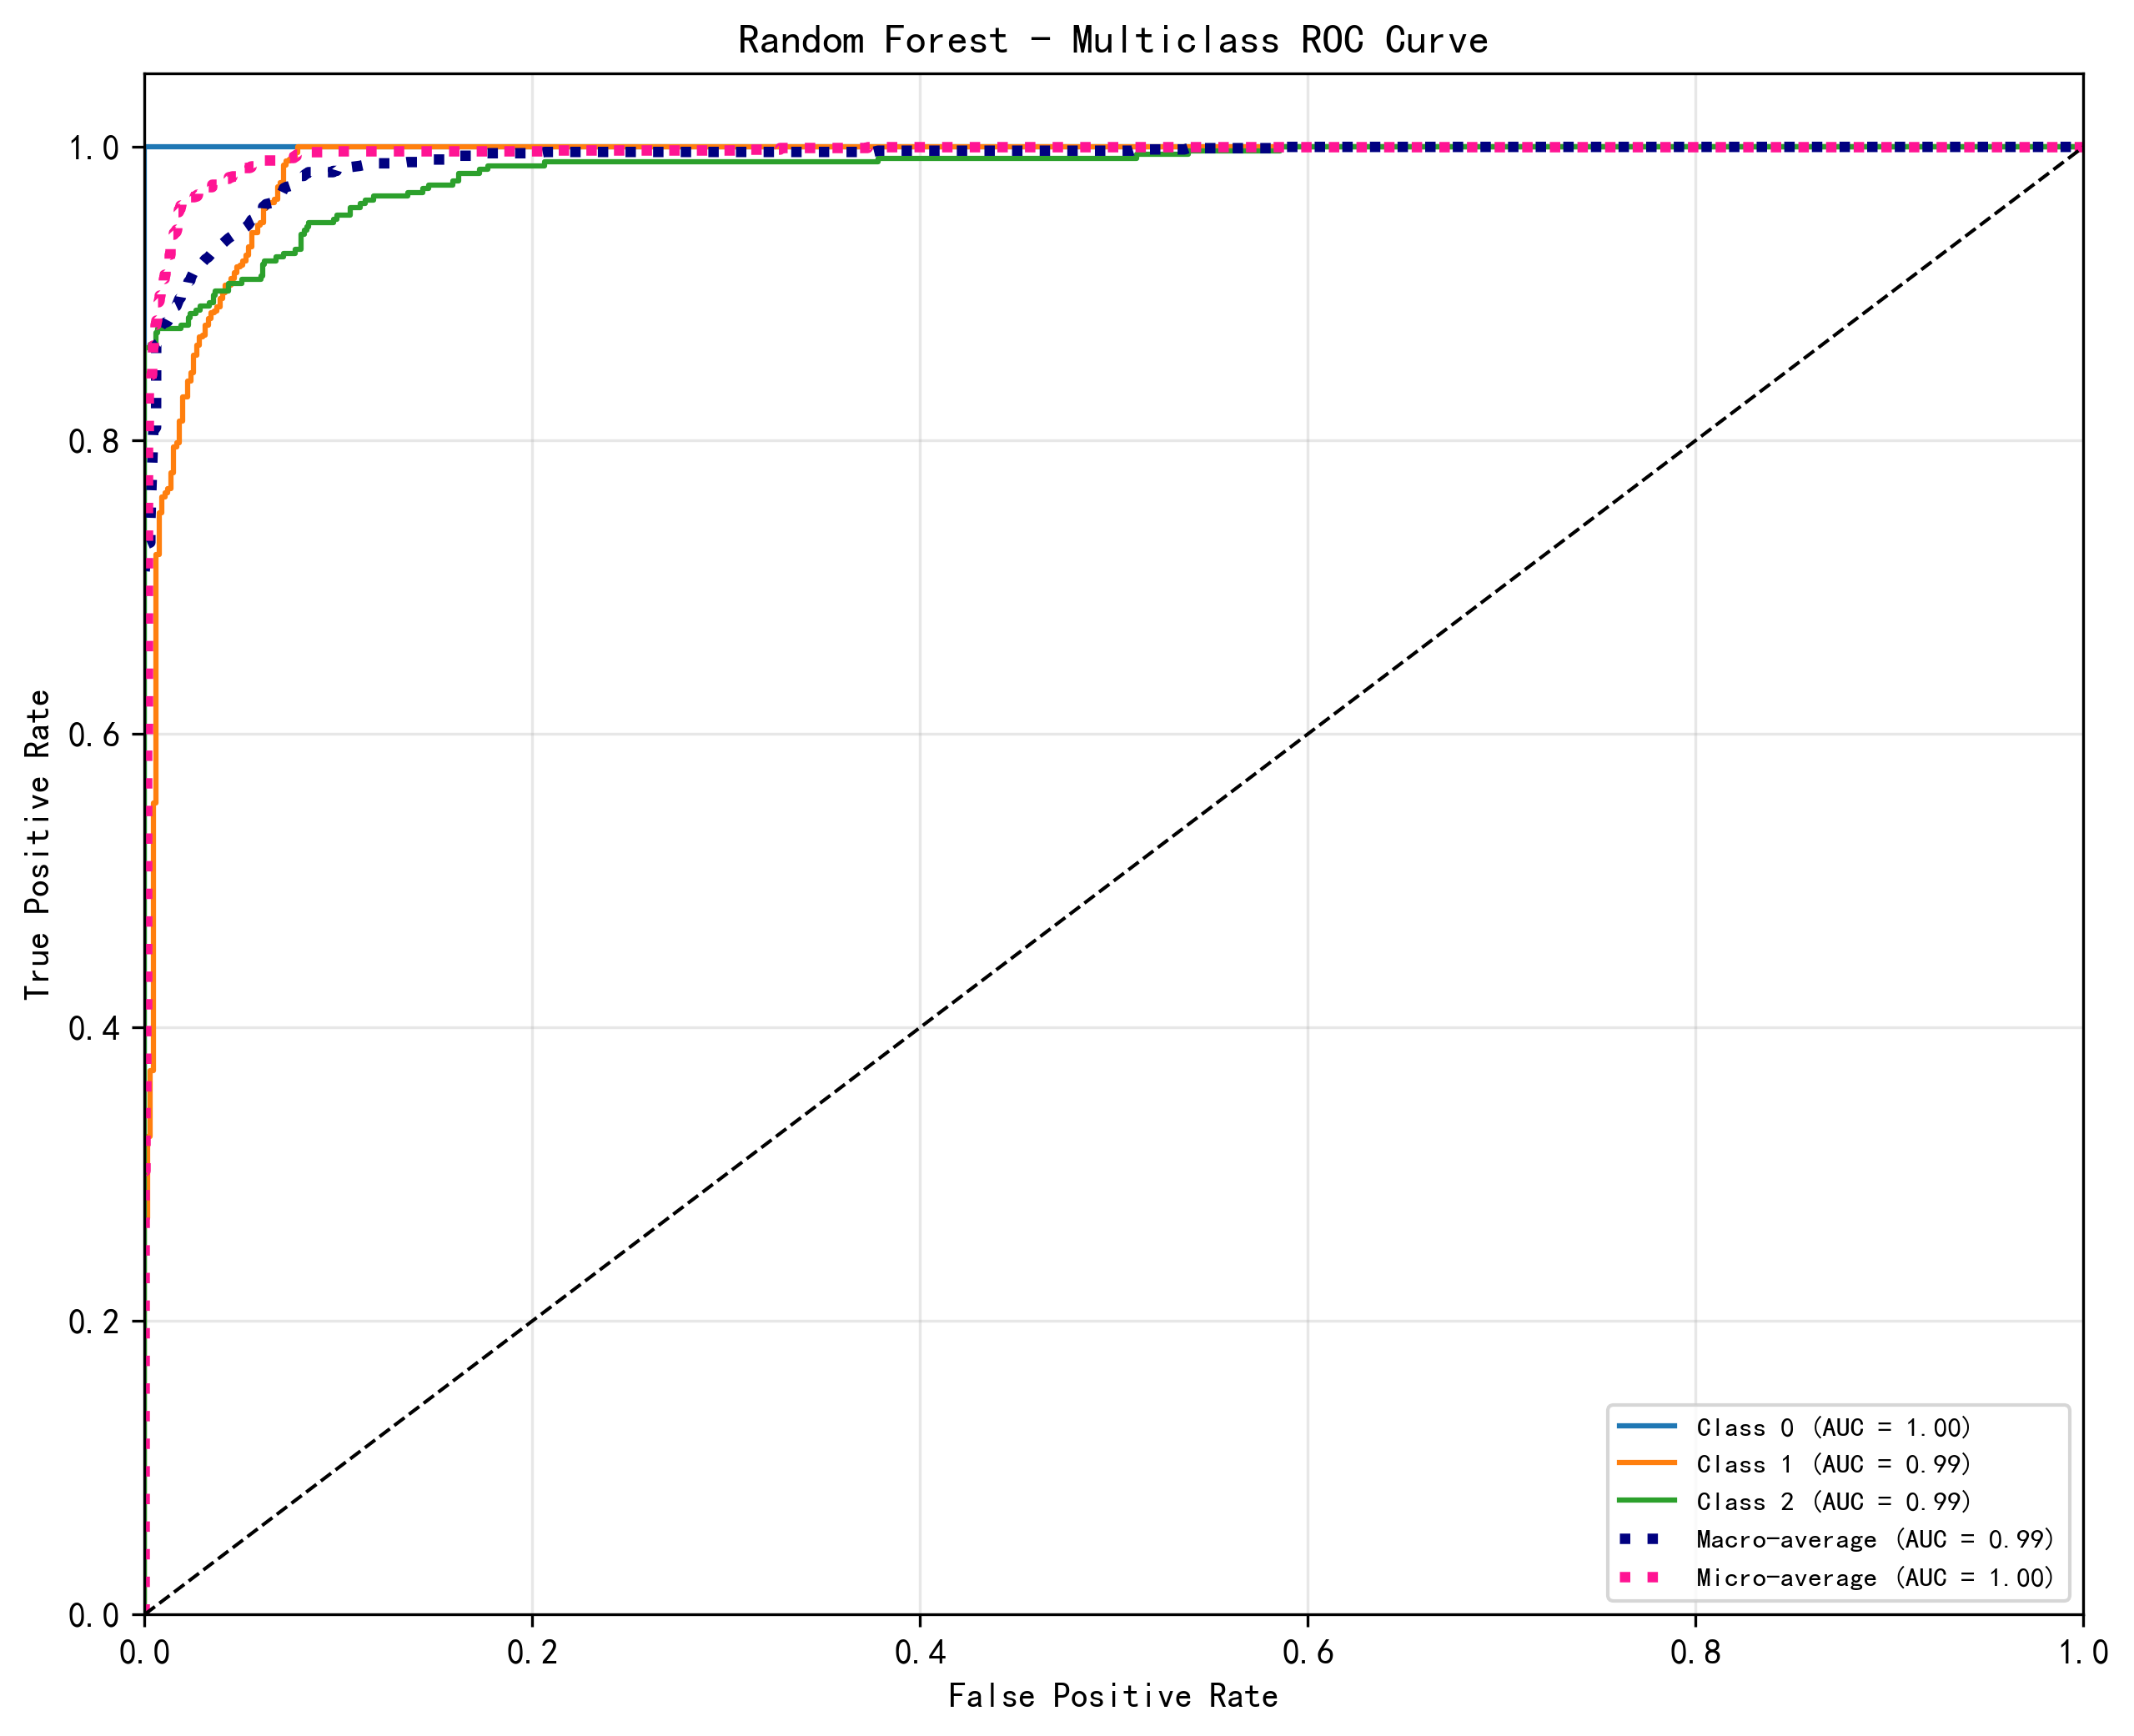 Random Forest - Multiclass ROC Curve
True Positive Rate
1.0
0.8
0.6
0.4
0.2
0.0
0.0 0.2 0.4 0.6 0.8 1.0
False Positive Rate
Class 0 (AUC = 1.00)
Class 1 (AUC = 0.99)
Class 2 (AUC = 0.99)
Macro-average (AUC = 0.99)
Micro-average (AUC = 1.00)